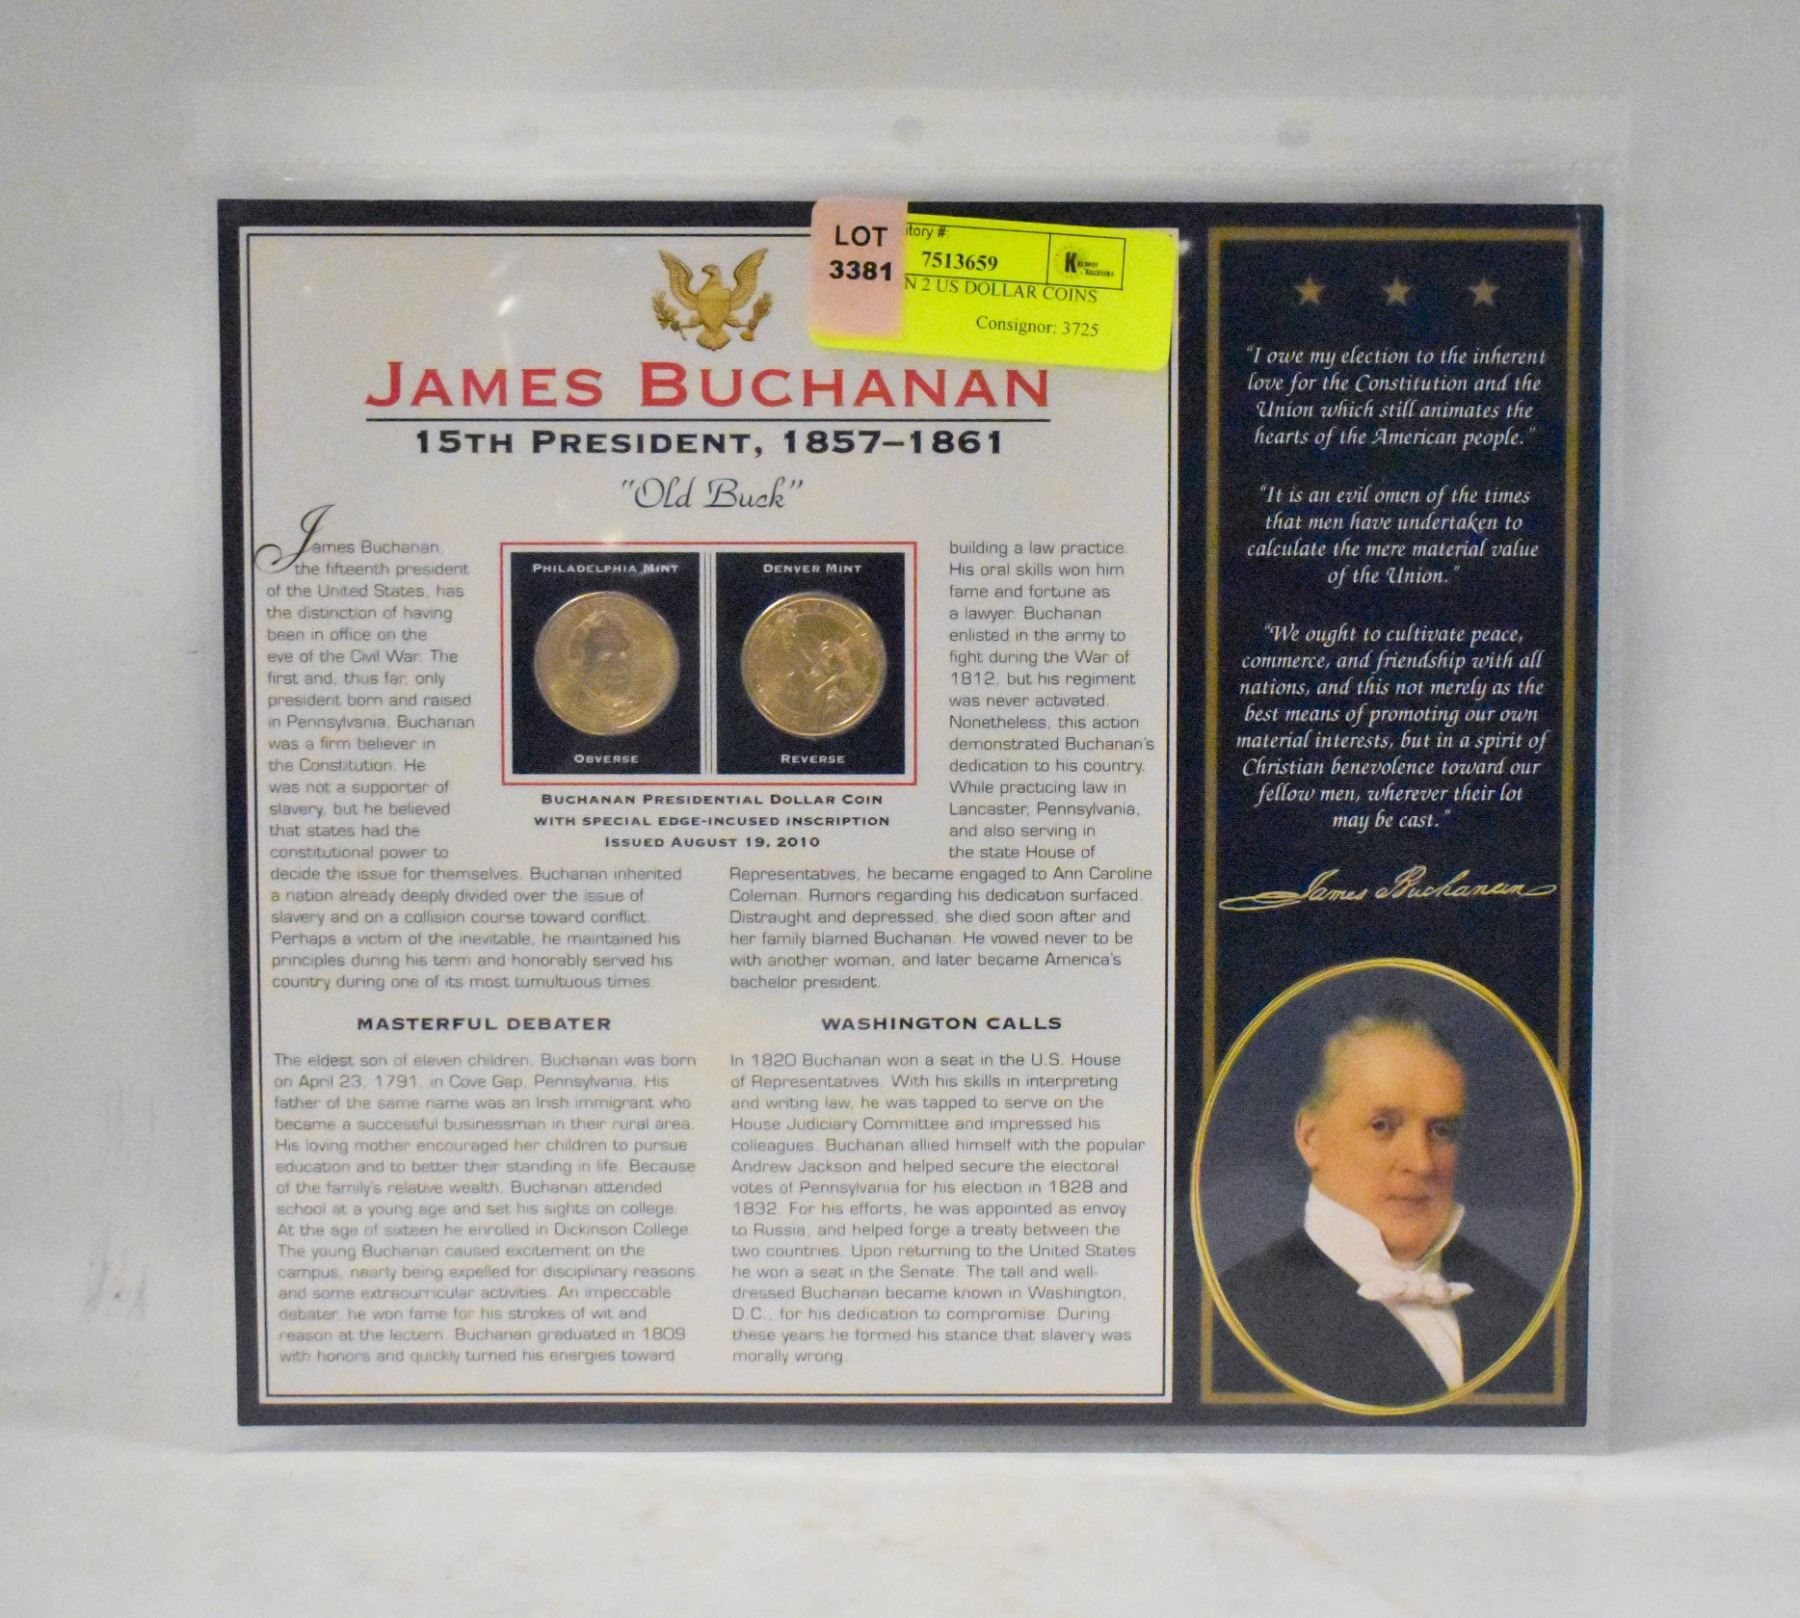 LOT
3381
itory #:
7513659
N 2 US DOLLAR COINS
Consignor: 3725
JAMES BUCHANAN
15TH PRESIDENT, 1857–1861
"Old Buck"
James Buchanan,
the fifteenth president
of the United States, has
the distinction of having
been in office on the
eve of the Civil War. The
first and, thus far, only
president born and raised
in Pennsylvania, Buchanan
was a firm believer in
the Constitution. He
was not a supporter of
slavery, but he believed
that states had the
constitutional power to
decide the issue for themselves. Buchanan inherited
a nation already deeply divided over the issue of
slavery and on a collision course toward conflict.
Perhaps a victim of the inevitable, he maintained his
principles during his term and honorably served his
country during one of its most tumultuous times.
MASTERFUL DEBATER
The eldest son of eleven children, Buchanan was born
on April 23, 1791, in Cove Gap, Pennsylvania. His
father of the same name was an Irish immigrant who
became a successful businessman in their rural area.
His loving mother encouraged her children to pursue
education and to better their standing in life. Because
of the family's relative wealth, Buchanan attended
school at a young age and set his sights on college.
At the age of sixteen he enrolled in Dickinson College.
The young Buchanan caused excitement on the
campus, nearly being expelled for disciplinary reasons
and some extracurricular activities. An impeccable
debater, he won fame for his strokes of wit and
reason at the lectern. Buchanan graduated in 1809
with honors and quickly turned his energies toward
PHILADELPHIA MINT
OBVERSE
DENVER MINT
REVERSE
BUCHANAN PRESIDENTIAL DOLLAR COIN
WITH SPECIAL EDGE-INCUSED INSCRIPTION
ISSUED AUGUST 19, 2010
building a law practice.
His oral skills won him
fame and fortune as
a lawyer. Buchanan
enlisted in the army to
fight during the War of
1812, but his regiment
was never activated.
Nonetheless, this action
demonstrated Buchanan's
dedication to his country.
While practicing law in
Lancaster, Pennsylvania,
and also serving in
the state House of
Representatives, he became engaged to Ann Caroline
Coleman. Rumors regarding his dedication surfaced.
Distraught and depressed, she died soon after and
her family blamed Buchanan. He vowed never to be
with another woman, and later became America's
bachelor president.
WASHINGTON CALLS
In 1820 Buchanan won a seat in the U.S. House
of Representatives. With his skills in interpreting
and writing law, he was tapped to serve on the
House Judiciary Committee and impressed his
colleagues. Buchanan allied himself with the popular
Andrew Jackson and helped secure the electoral
votes of Pennsylvania for his election in 1828 and
1832. For his efforts, he was appointed as envoy
to Russia, and helped forge a treaty between the
two countries. Upon returning to the United States
he won a seat in the Senate. The tall and well-
dressed Buchanan became known in Washington,
D.C., for his dedication to compromise. During
these years he formed his stance that slavery was
morally wrong.
"I owe my election to the inherent
love for the Constitution and the
Union which still animates the
hearts of the American people."
"It is an evil omen of the times
that men have undertaken to
calculate the mere material value
of the Union."
"We ought to cultivate peace,
commerce, and friendship with all
nations, and this not merely as the
best means of promoting our own
material interests, but in a spirit of
Christian benevolence toward our
fellow men, wherever their lot
may be cast."
James Buchanan